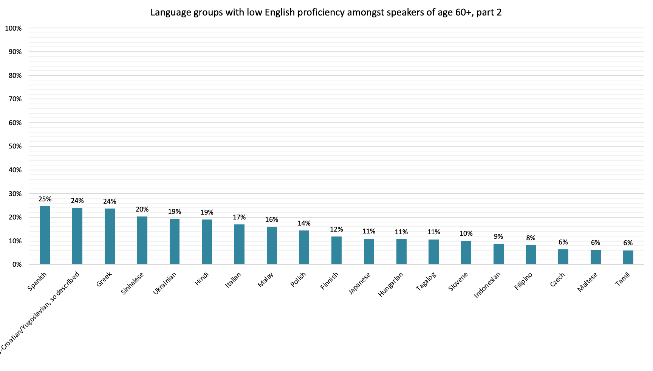 Language groups with low English proficiency amongst speakers of age 60+, part 2
100%
90%
80%
70%
60%
50%
40%
30%
20%
10%
0%
25%
24%
24%
20%
19%
19%
17%
16%
14%
12%
11%
11%
11%
10%
9%
8%
6%
6%
6%
Spanish
-Croatian/Yugoslavian, so described
Greek
Sinhalese
Ukrainian
Hindi
Italian
Malay
Polish
Finnish
Japanese
Hungarian
Tagalog
Slovene
Indonesian
Filipino
Czech
Maltese
Tamil